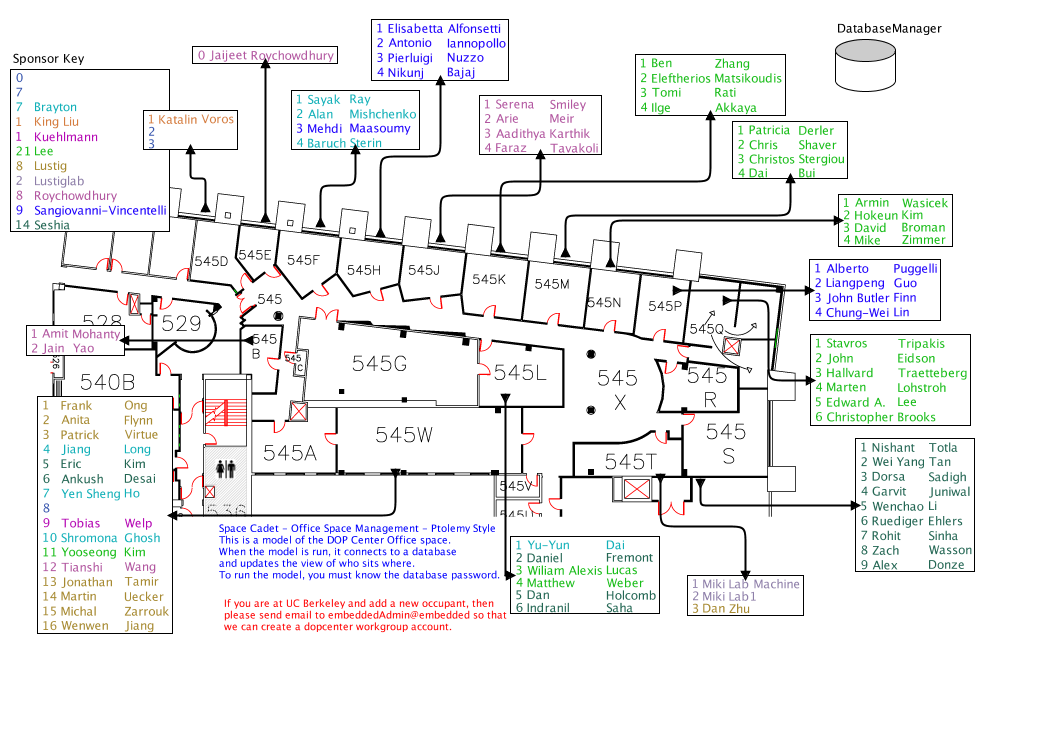 DatabaseManager
Sponsor Key
0
7
7 Brayton
1 King Liu
1 Kuehlmann
21 Lee
8 Lustig
2 Lustiglab
8 Roychowdhury
9 Sangiovanni-Vincentelli
14 Seshia
1 Katalin Voros
2
3
0 Jaijeet Roychowdhury
1 Elisabetta Alfonsetti
2 Antonio Iannopollo
3 Pierluigi Nuzzo
4 Nikunj Bajaj
1 Sayak Ray
2 Alan Mishchenko
3 Mehdi Maasoumy
4 Baruch Sterin
1 Serena Smiley
2 Arie Meir
3 Aadithya Karthik
4 Faraz Tavakoli
1 Ben Zhang
2 Eleftherios Matsikoudis
3 Tomi Rati
4 Ilge Akkaya
1 Patricia Derler
2 Chris Shaver
3 Christos Stergiou
4 Dai Bui
1 Armin Wasicek
2 Hokeun Kim
3 David Broman
4 Mike Zimmer
1 Alberto Puggelli
2 Liangpeng Guo
3 John Butler Finn
4 Chung-Wei Lin
1 Stavros Tripakis
2 John Eidson
3 Hallvard Traetteberg
4 Marten Lohstroh
5 Edward A. Lee
6 Christopher Brooks
1 Nishant Totla
2 Wei Yang Tan
3 Dorsa Sadigh
4 Garvit Juniwal
5 Wenchao Li
6 Ruediger Ehlers
7 Rohit Sinha
8 Zach Wasson
9 Alex Donze
545D
545E
545F
545H
545J
545K
545M
545N
545P
545Q
545
528
529
545
B
545
C
545G
545L
545
X
545
R
545
S
545T
545W
545A
545V
540B
1 Amit Mohanty
2 Jain Yao
1 Frank Ong
2 Anita Flynn
3 Patrick Virtue
4 Jiang Long
5 Eric Kim
6 Ankush Desai
7 Yen Sheng Ho
8
9 Tobias Welp
10 Shromona Ghosh
11 Yooseong Kim
12 Tianshi Wang
13 Jonathan Tamir
14 Martin Uecker
15 Michal Zarrouk
16 Wenwen Jiang
Space Cadet - Office Space Management - Ptolemy Style
This is a model of the DOP Center Office space.
When the model is run, it connects to a database
and updates the view of who sits where.
To run the model, you must know the database password.
If you are at UC Berkeley and add a new occupant, then
please send email to embeddedAdmin@embedded so that
we can create a dopcenter workgroup account.
1 Yu-Yun Dai
2 Daniel Fremont
3 Wiliam Alexis Lucas
4 Matthew Weber
5 Dan Holcomb
6 Indranil Saha
1 Miki Lab Machine
2 Miki Lab1
3 Dan Zhu